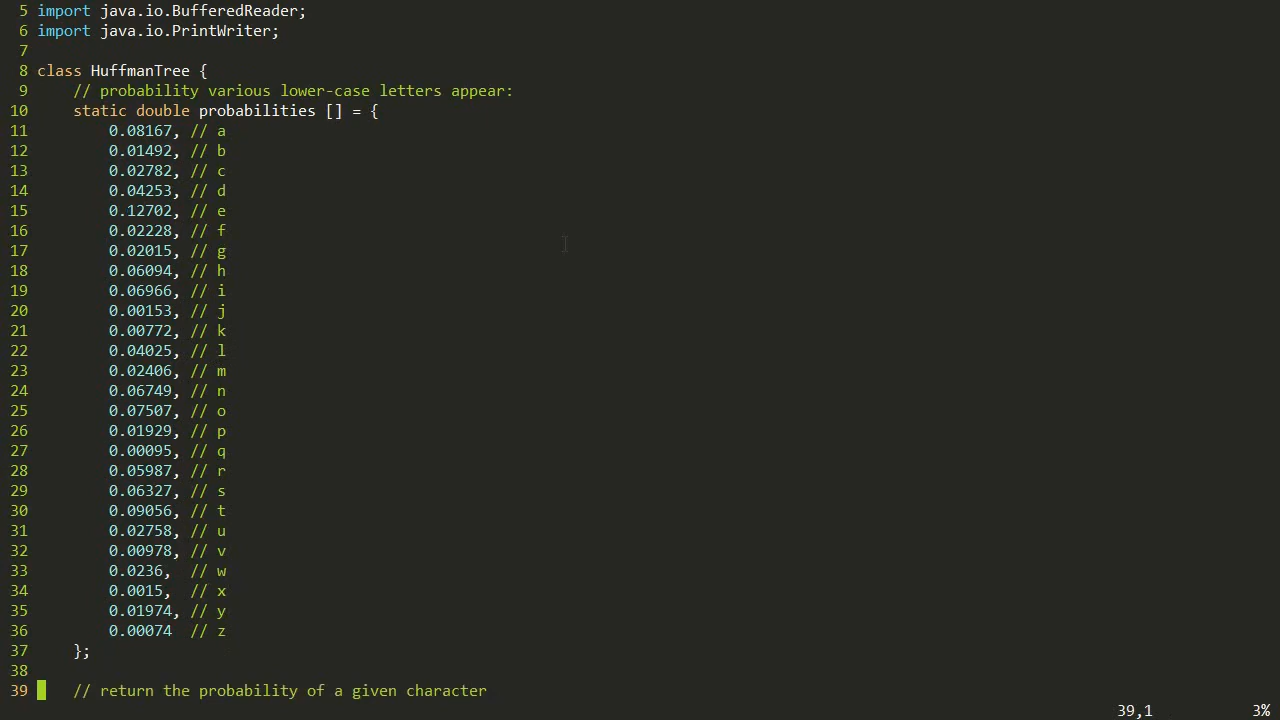 5 import java.io.BufferedReader;
6 import java.io.PrintWriter;
7
8 class HuffmanTree {
9     // probability various lower-case letters appear:
10     static double probabilities [] = {
11         0.08167, // a
12         0.01492, // b
13         0.02782, // c
14         0.04253, // d
15         0.12702, // e
16         0.02228, // f
17         0.02015, // g
18         0.06094, // h
19         0.06966, // i
20         0.00153, // j
21         0.00772, // k
22         0.04025, // l
23         0.02406, // m
24         0.06749, // n
25         0.07507, // o
26         0.01929, // p
27         0.00095, // q
28         0.05987, // r
29         0.06327, // s
30         0.09056, // t
31         0.02758, // u
32         0.00978, // v
33         0.0236,  // w
34         0.0015,  // x
35         0.01974, // y
36         0.00074  // z
37     };
38
39     // return the probability of a given character
39,1 3%